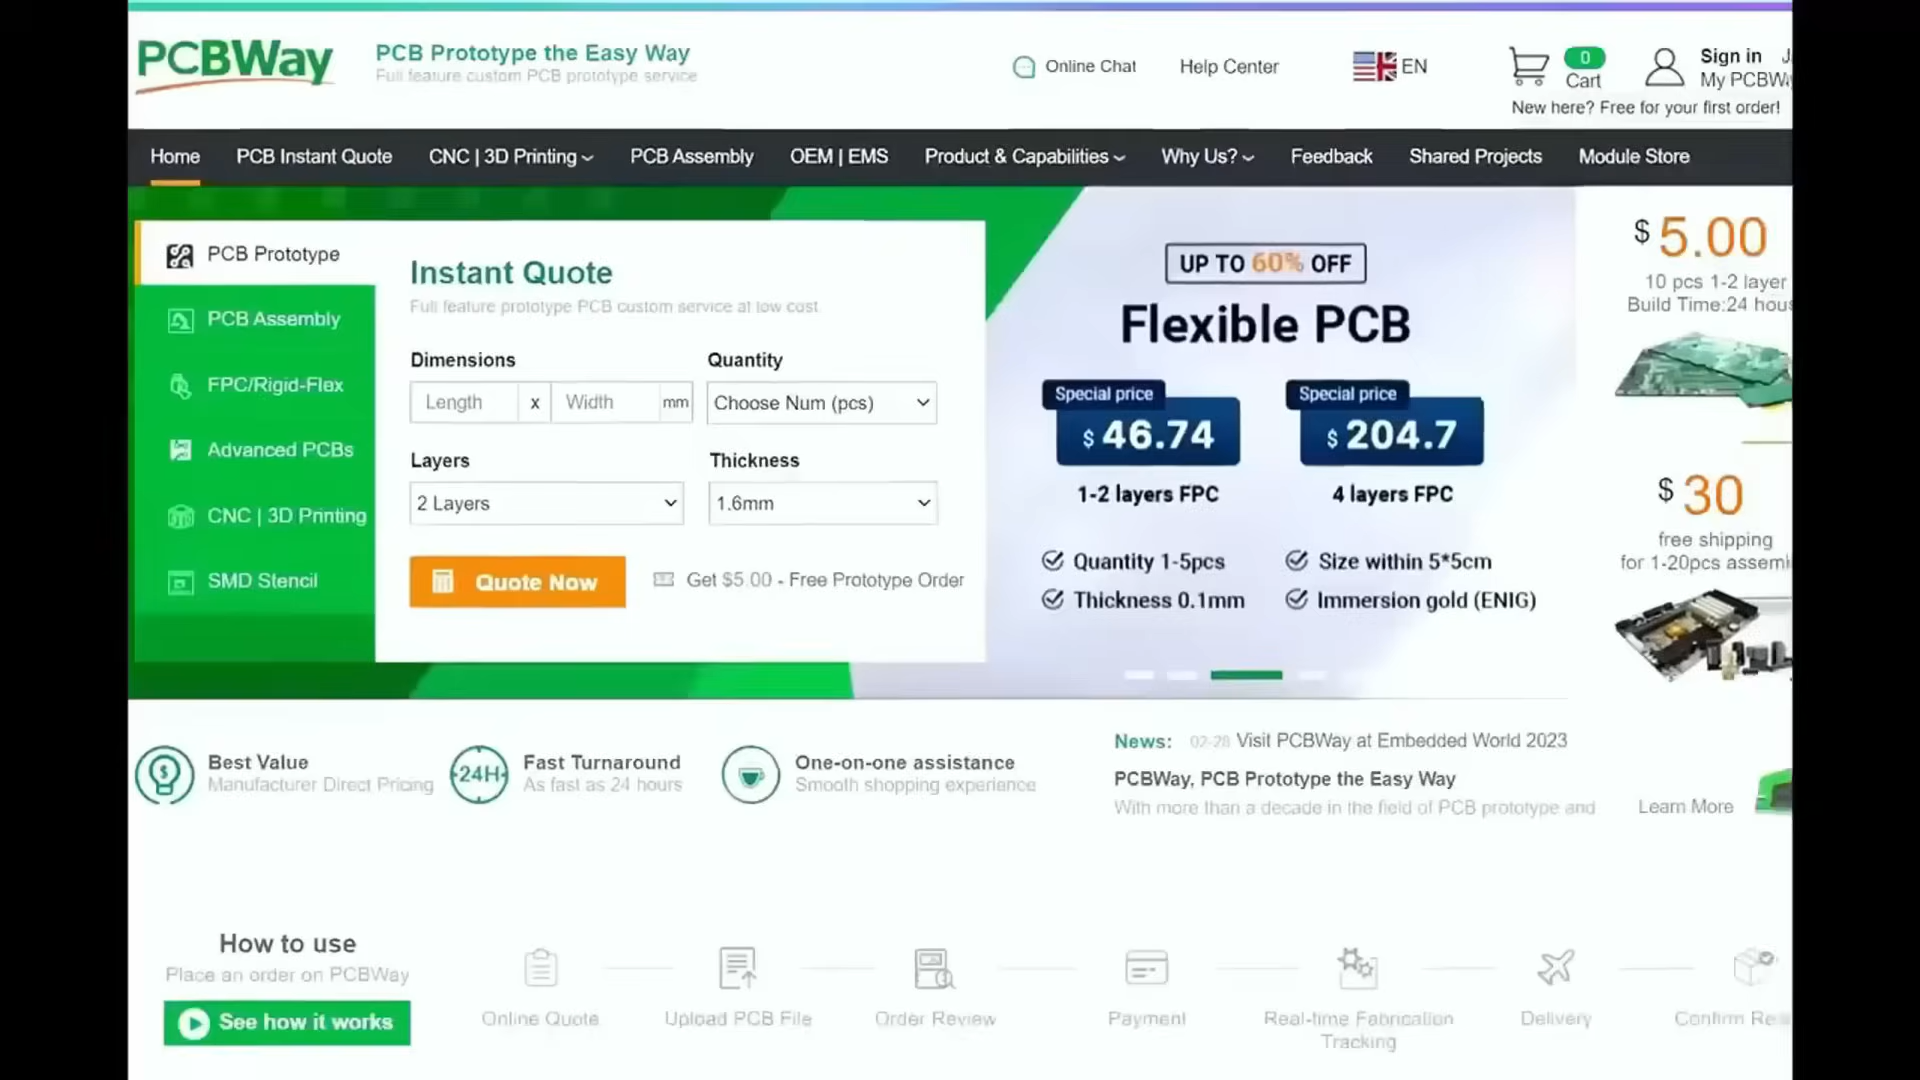 PCBWay
PCB Prototype the Easy Way
Full feature custom PCB prototype service
Online Chat
Help Center
EN
0
Cart
Sign in
My PCBW
New here? Free for your first order!
Home
PCB Instant Quote
CNC | 3D Printing
PCB Assembly
OEM | EMS
Product & Capabilities
Why Us?
Feedback
Shared Projects
Module Store
PCB Prototype
PCB Assembly
FPC/Rigid-Flex
Advanced PCBs
CNC | 3D Printing
SMD Stencil
Instant Quote
Full feature prototype PCB custom service at low cost
Dimensions
Quantity
Length x Width mm
Choose Num (pcs)
Layers
Thickness
2 Layers
1.6mm
Quote Now
Get $5.00 - Free Prototype Order
UP TO 60% OFF
Flexible PCB
Special price
$ 46.74
1-2 layers FPC
Special price
$ 204.7
4 layers FPC
Quantity 1-5pcs
Size within 5*5cm
Thickness 0.1mm
Immersion gold (ENIG)
$ 5.00
10 pcs 1-2 layer
Build Time:24 hou
$ 30
free shipping
for 1-20pcs assem
Best Value
Manufacturer Direct Pricing
24H
Fast Turnaround
As fast as 24 hours
One-on-one assistance
Smooth shopping experience
News: 02-28 Visit PCBWay at Embedded World 2023
PCBWay, PCB Prototype the Easy Way
With more than a decade in the field of PCB prototype and
Learn More
How to use
Place an order on PCBWay
See how it works
Online Quote
Upload PCB File
Order Review
Payment
Real-time Fabrication
Tracking
Delivery
Confirm Re